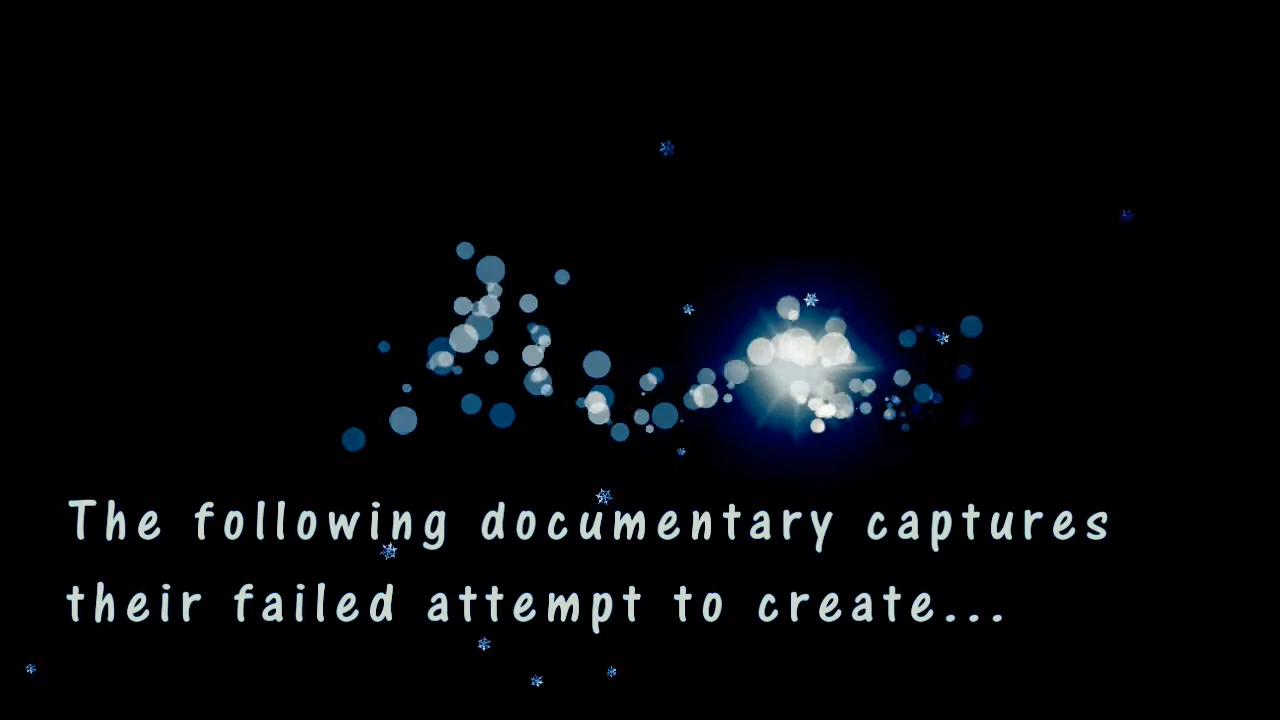 The following documentary captures
their failed attempt to create...